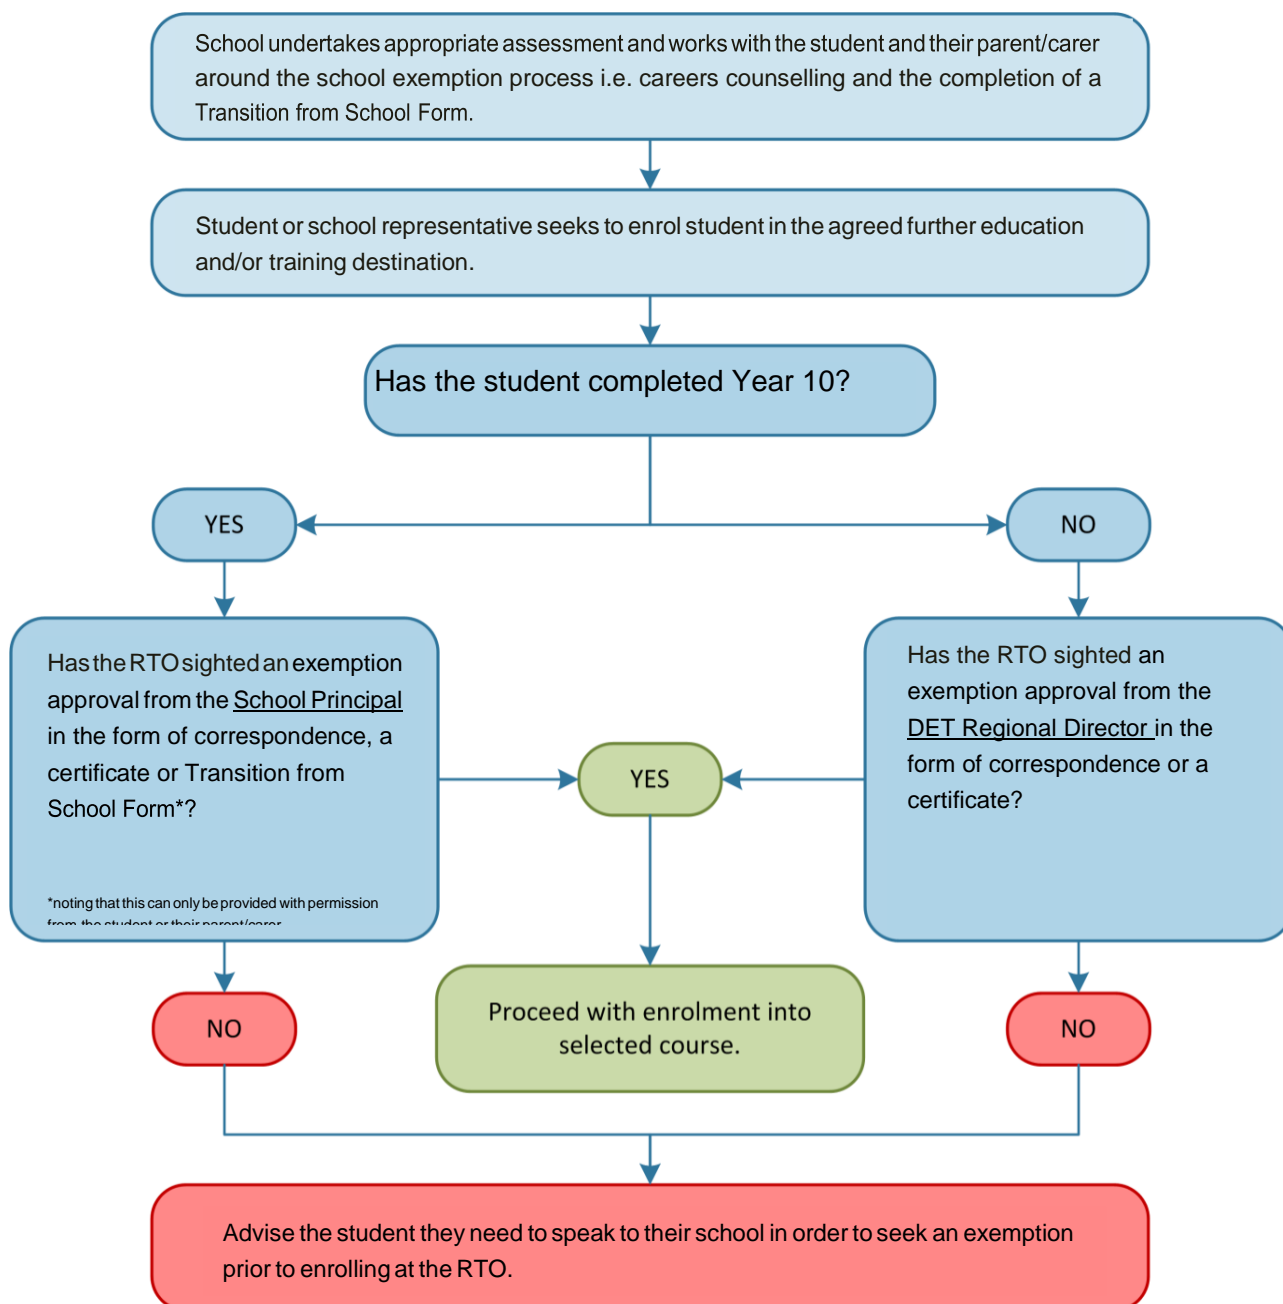 School undertakes appropriate assessment and works with the student and their parent/carer
around the school exemption process i.e. careers counselling and the completion of a
Transition from School Form.
Student or school representative seeks to enrol student in the agreed further education
and/or training destination.
Has the student completed Year 10?
YES
NO
Has the RTO sighted an exemption
approval from the School Principal
in the form of correspondence, a
certificate or Transition from
School Form*?
*noting that this can only be provided with permission
from the student or their parent/carer
Has the RTO sighted an
exemption approval from the
DET Regional Director in the
form of correspondence or a
certificate?
YES
NO
Proceed with enrolment into
selected course.
NO
Advise the student they need to speak to their school in order to seek an exemption
prior to enrolling at the RTO.